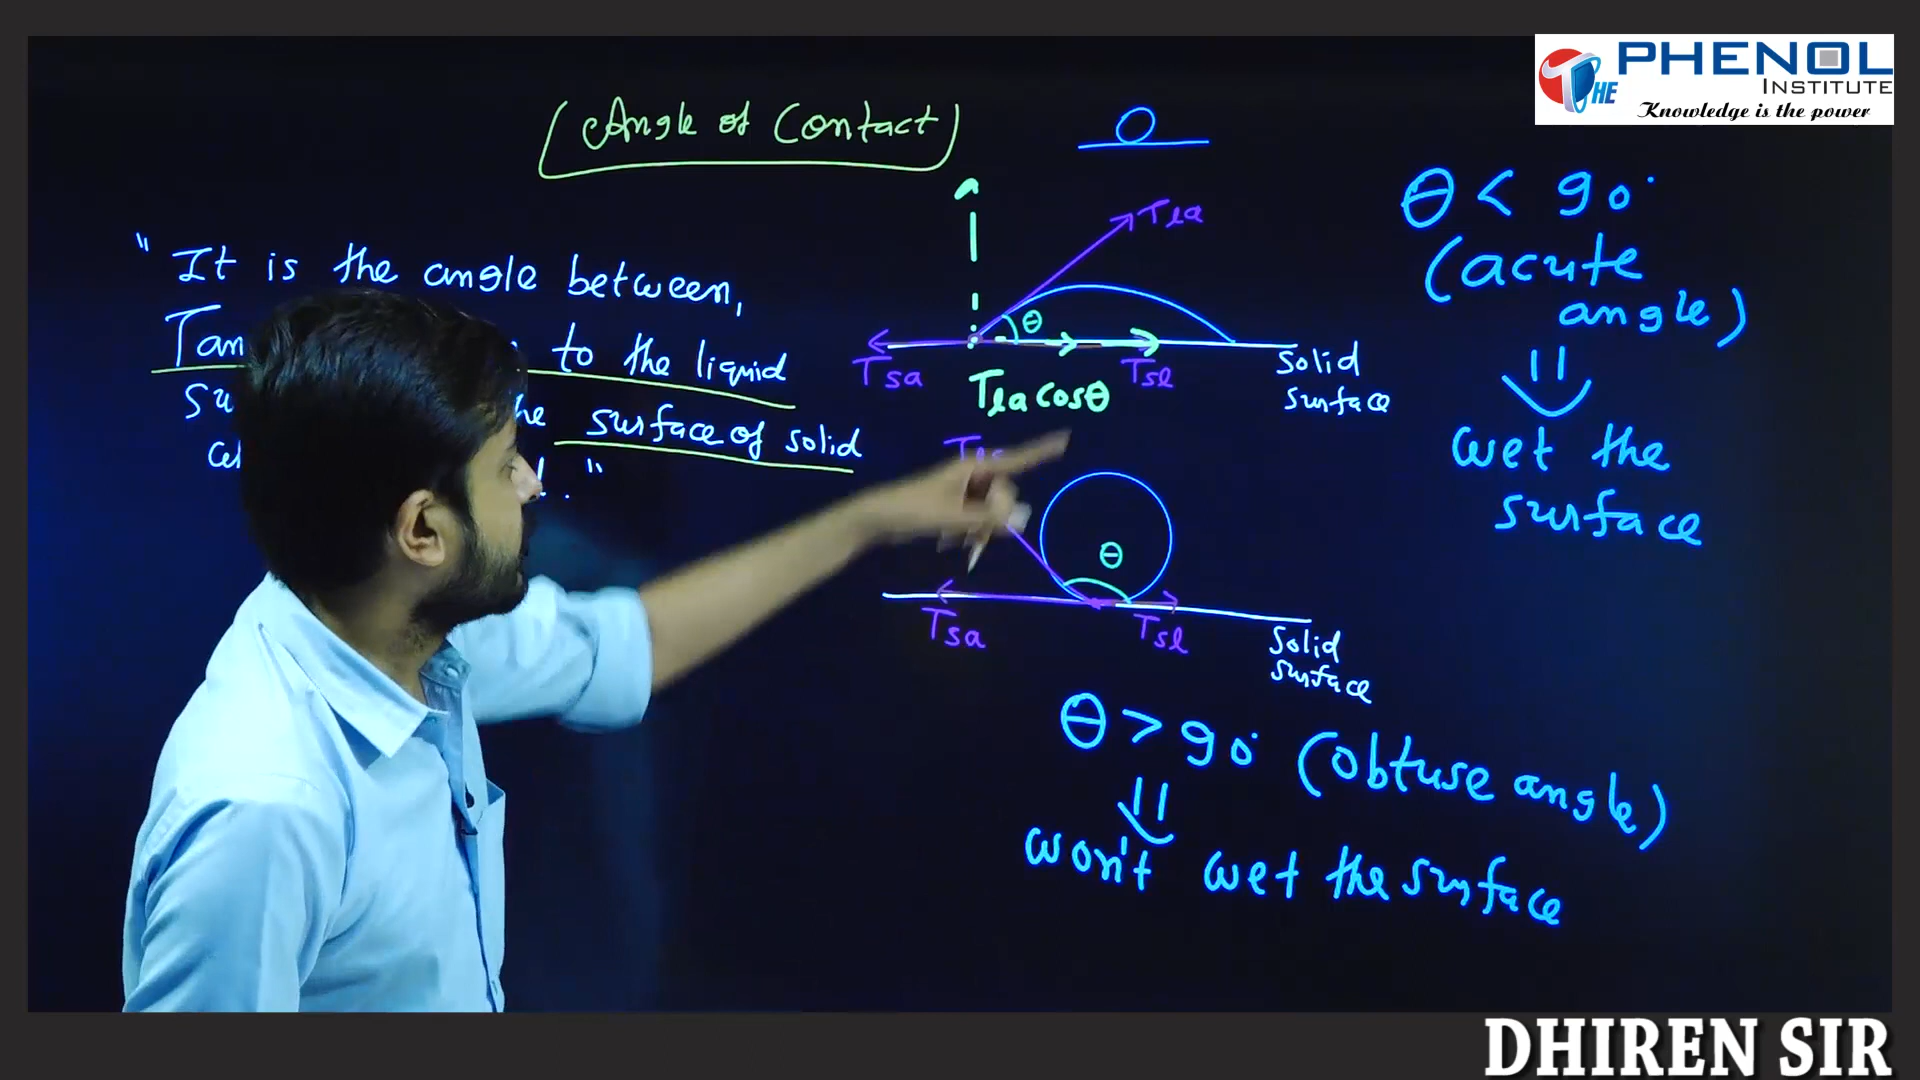 THE PHENOL
INSTITUTE
Knowledge is the power
(Angle of Contact)
" It is the angle between,
Tan to the liquid
su he surface of solid
. "
Tla
θ
Tsa
Tsl
Tla cosθ
solid
surface
θ < 90°
(acute
angle)
wet the
surface
θ
Tsa
Tsl
solid
surface
θ > 90° (obtuse angle)
won't wet the surface
DHIREN SIR